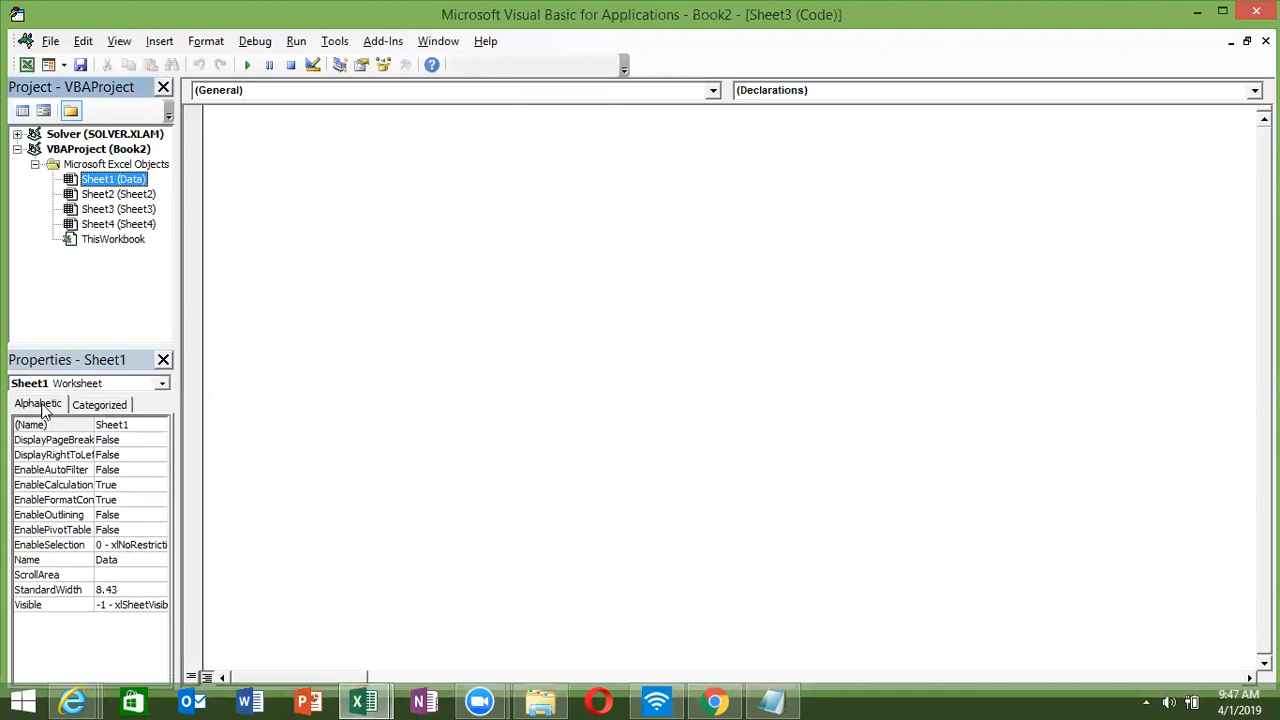 Microsoft Visual Basic for Applications - Book2 - [Sheet3 (Code)]
File Edit View Insert Format Debug Run Tools Add-Ins Window Help
Project - VBAProject
(General) (Declarations)
Solver (SOLVER.XLAM)
VBAProject (Book2)
Microsoft Excel Objects
Sheet1 (Data)
Sheet2 (Sheet2)
Sheet3 (Sheet3)
Sheet4 (Sheet4)
ThisWorkbook
Properties - Sheet1
Sheet1 Worksheet
Alphabetic Categorized
(Name) Sheet1
DisplayPageBreak False
DisplayRightToLef False
EnableAutoFilter False
EnableCalculation True
EnableFormatCon True
EnableOutlining False
EnablePivotTable False
EnableSelection 0 - xlNoRestricti
Name Data
ScrollArea
StandardWidth 8.43
Visible -1 - xlSheetVisib
9:47 AM
4/1/2019